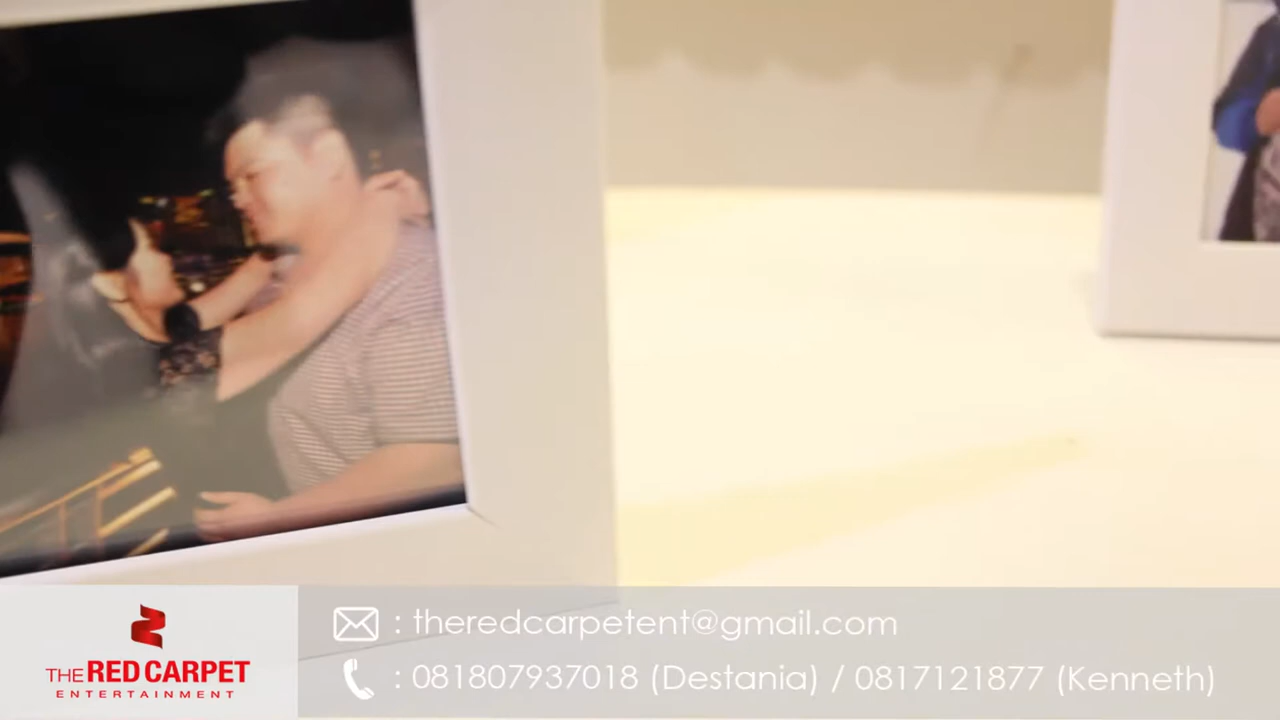 THE RED CARPET
ENTERTAINMENT
: theredcarpetent@gmail.com
: 081807937018 (Destania) / 0817121877 (Kenneth)